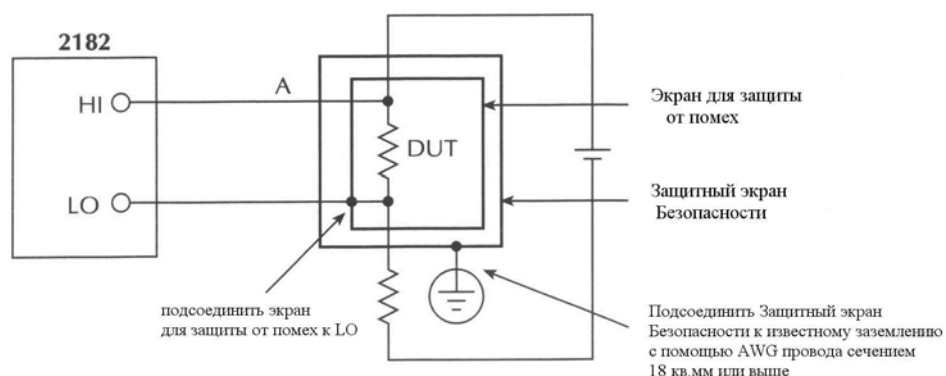 2182
HI
A
DUT
LO
Экран для защиты
от помех
Защитный экран
Безопасности
подсоединить экран
для защиты от помех к LO
Подсоединить Защитный экран
Безопасности к известному заземлению
с помощью AWG провода сечением
18 кв.мм или выше